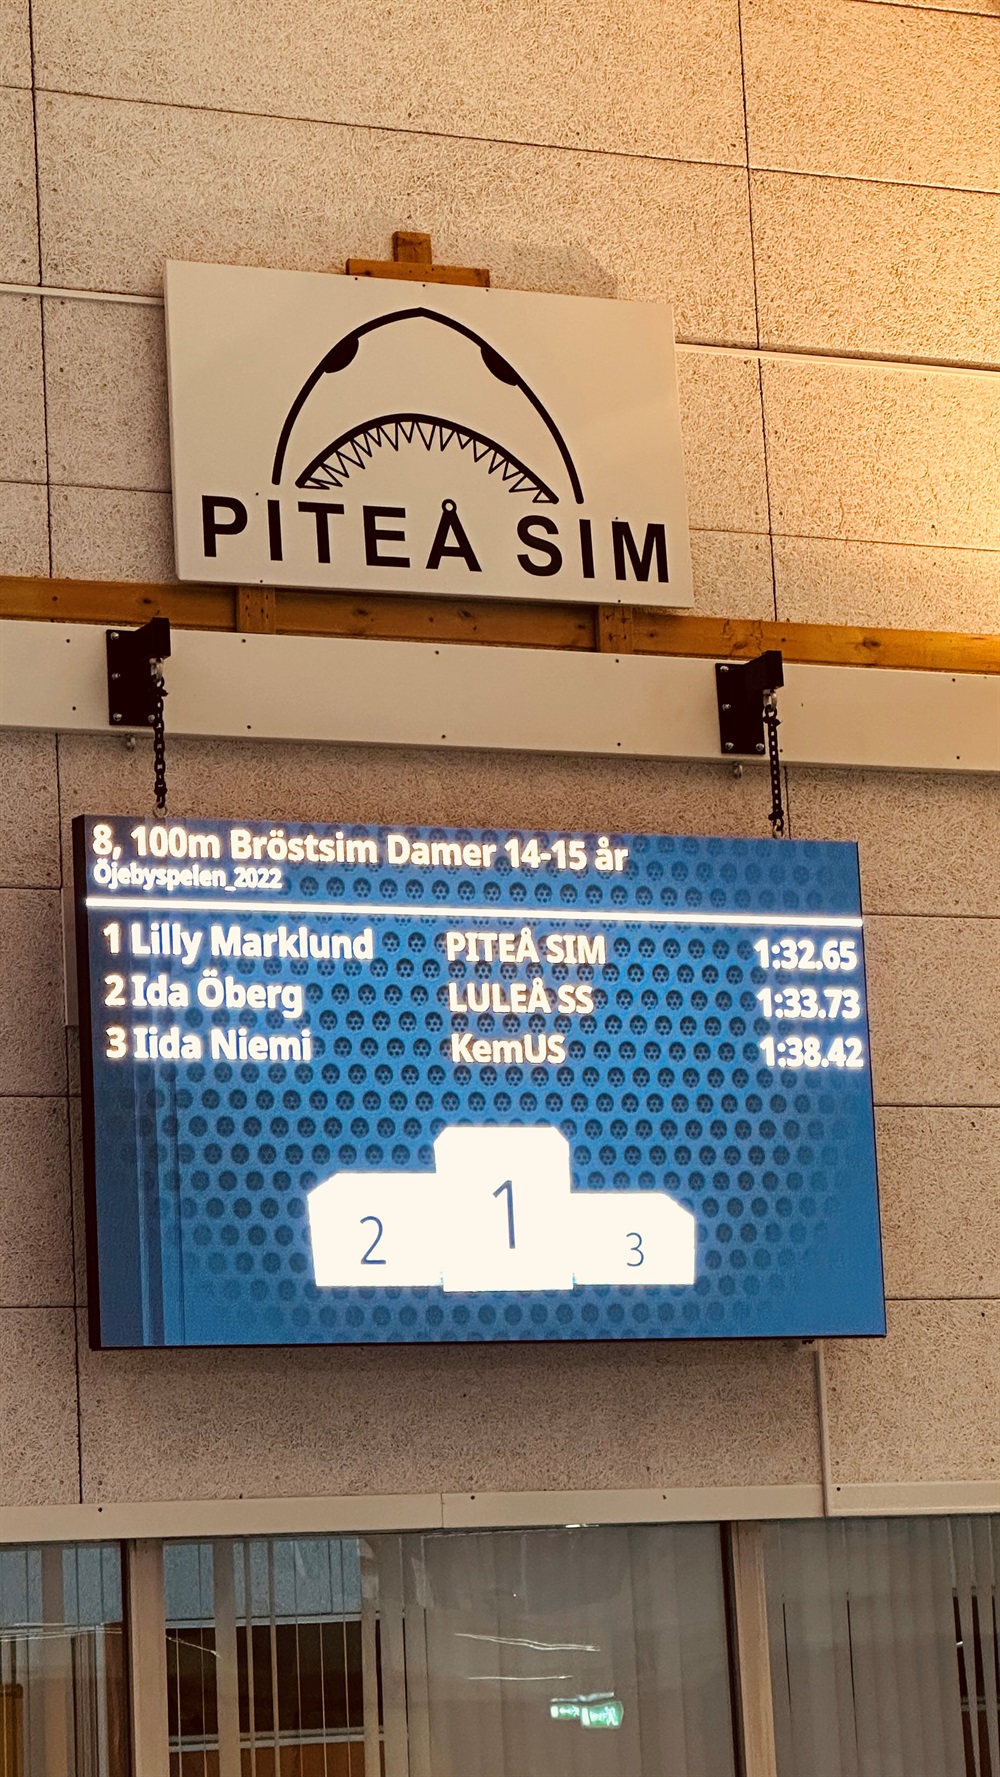 PITEÅ SIM
8, 100m Bröstsim Damer 14-15 år
Öjebyspelen_2022
1 Lilly Marklund PITEÅ SIM 1:32.65
2 Ida Öberg LULEÅ SS 1:33.73
3 Iida Niemi KemUS 1:38.42
1
2
3